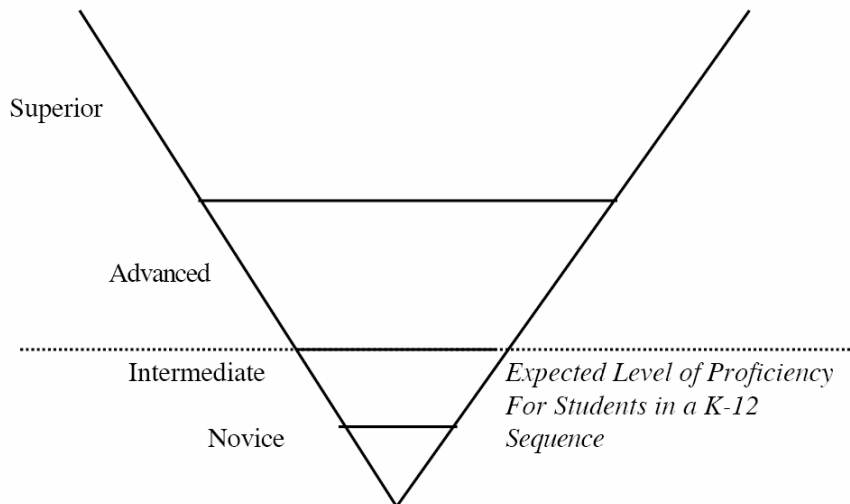 Superior
Advanced
Intermediate
Expected Level of Proficiency
For Students in a K-12
Sequence
Novice